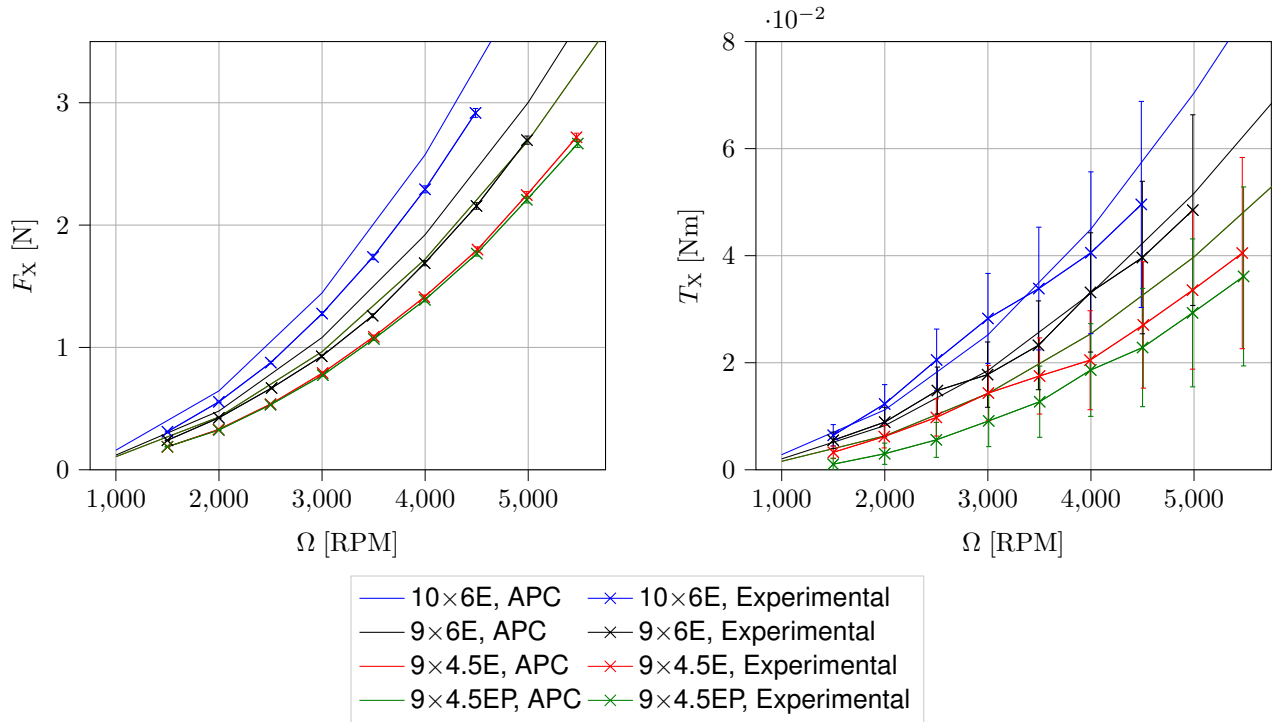 ·10−2
3
2
1
0
F_X [N]
1,000 2,000 3,000 4,000 5,000
Ω [RPM]
8
6
4
2
0
T_X [Nm]
1,000 2,000 3,000 4,000 5,000
Ω [RPM]
10×6E, APC 10×6E, Experimental
9×6E, APC 9×6E, Experimental
9×4.5E, APC 9×4.5E, Experimental
9×4.5EP, APC 9×4.5EP, Experimental